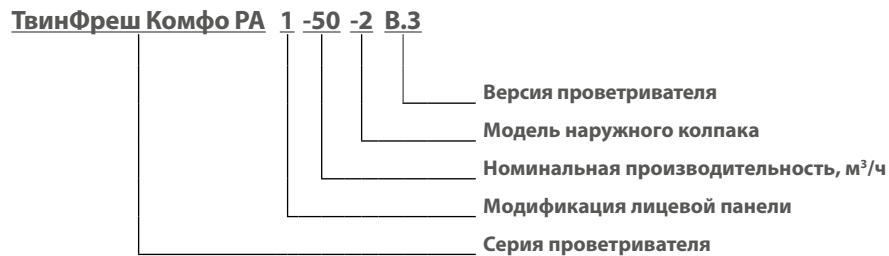 ТвинФреш Комфо РА 1 -50 -2 В.3
Версия проветривателя
Модель наружного колпака
Номинальная производительность, м³/ч
Модификация лицевой панели
Серия проветривателя